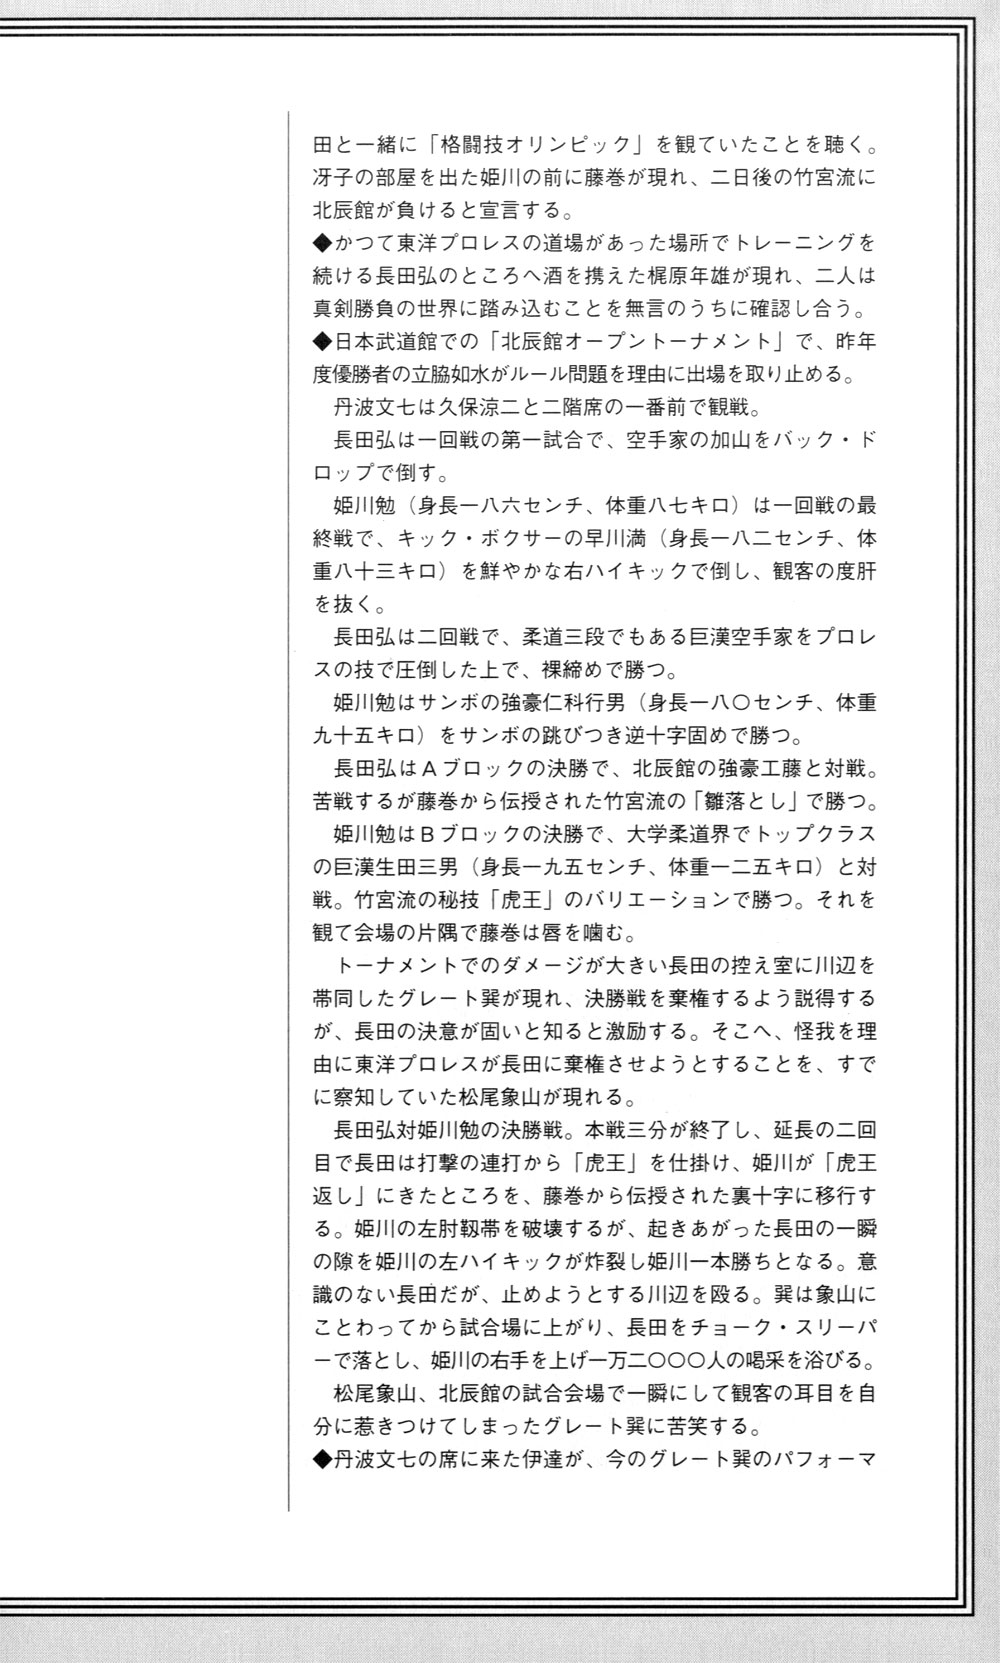 田と一緒に「格闘技オリンピック」を観ていたことを聴く。
冴子の部屋を出た姫川の前に藤巻が現れ、二日後の竹宮流に
北辰館が負けると宣言する。
◆かつて東洋プロレスの道場があった場所でトレーニングを
続ける長田弘のところへ酒を携えた梶原年雄が現れ、二人は
真剣勝負の世界に踏み込むことを無言のうちに確認し合う。
◆日本武道館での「北辰館オープントーナメント」で、昨年
度優勝者の立脇如水がルール問題を理由に出場を取り止める。
　丹波文七は久保涼二と二階席の一番前で観戦。
　長田弘は一回戦の第一試合で、空手家の加山をバック・ド
ロップで倒す。
　姫川勉（身長一八六センチ、体重八七キロ）は一回戦の最
終戦で、キック・ボクサーの早川満（身長一八二センチ、体
重八十三キロ）を鮮やかな右ハイキックで倒し、観客の度肝
を抜く。
　長田弘は二回戦で、柔道三段でもある巨漢空手家をプロレ
スの技で圧倒した上で、裸締めで勝つ。
　姫川勉はサンボの強豪仁科行男（身長一八〇センチ、体重
九十五キロ）をサンボの跳びつき逆十字固めで勝つ。
　長田弘はAブロックの決勝で、北辰館の強豪工藤と対戦。
苦戦するが藤巻から伝授された竹宮流の「雛落とし」で勝つ。
　姫川勉はBブロックの決勝で、大学柔道界でトップクラス
の巨漢生田三男（身長一九五センチ、体重一二五キロ）と対
戦。竹宮流の秘技「虎王」のバリエーションで勝つ。それを
観て会場の片隅で藤巻は唇を噛む。
　トーナメントでのダメージが大きい長田の控え室に川辺を
帯同したグレート巽が現れ、決勝戦を棄権するよう説得する
が、長田の決意が固いと知ると激励する。そこへ、怪我を理
由に東洋プロレスが長田に棄権させようとすることを、すで
に察知していた松尾象山が現れる。
　長田弘対姫川勉の決勝戦。本戦三分が終了し、延長の二回
目で長田は打撃の連打から「虎王」を仕掛け、姫川が「虎王
返し」にきたところを、藤巻から伝授された裏十字に移行す
る。姫川の左肘靱帯を破壊するが、起きあがった長田の一瞬
の隙を姫川の左ハイキックが炸裂し姫川一本勝ちとなる。意
識のない長田だが、止めようとする川辺を殴る。巽は象山に
ことわってから試合場に上がり、長田をチョーク・スリーパ
ーで落とし、姫川の右手を上げ一万二〇〇〇人の喝采を浴びる。
　松尾象山、北辰館の試合会場で一瞬にして観客の耳目を自
分に惹きつけてしまったグレート巽に苦笑する。
◆丹波文七の席に来た伊達が、今のグレート巽のパフォーマ